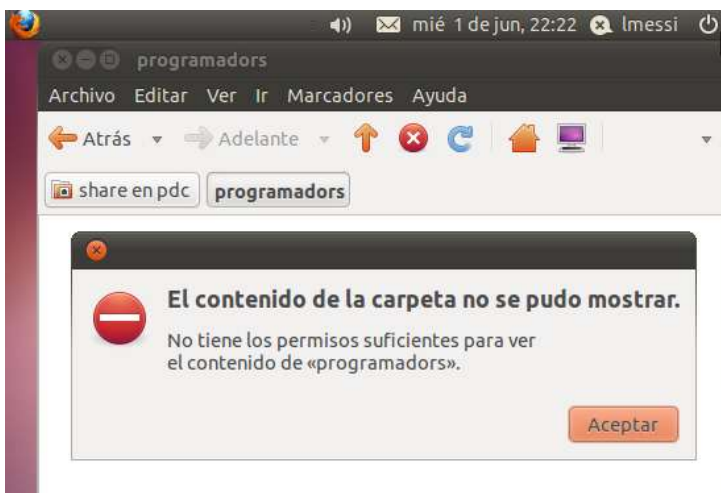 mié 1 de jun, 22:22 lmessi
programadors
Archivo Editar Ver Ir Marcadores Ayuda
Atrás Adelante
share en pdc programadors
El contenido de la carpeta no se pudo mostrar.
No tiene los permisos suficientes para ver
el contenido de «programadors».
Aceptar